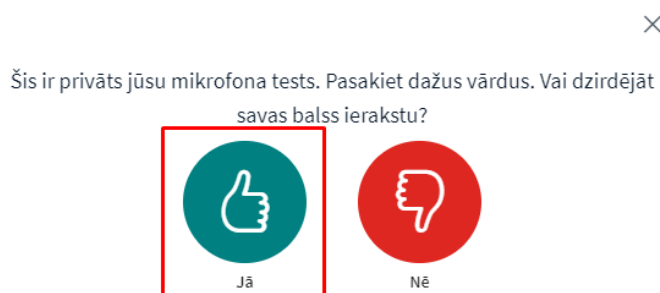 Šis ir privāts jūsu mikrofona tests. Pasakiet dažus vārdus. Vai dzirdējāt
savas balss ierakstu?
Jā
Nē